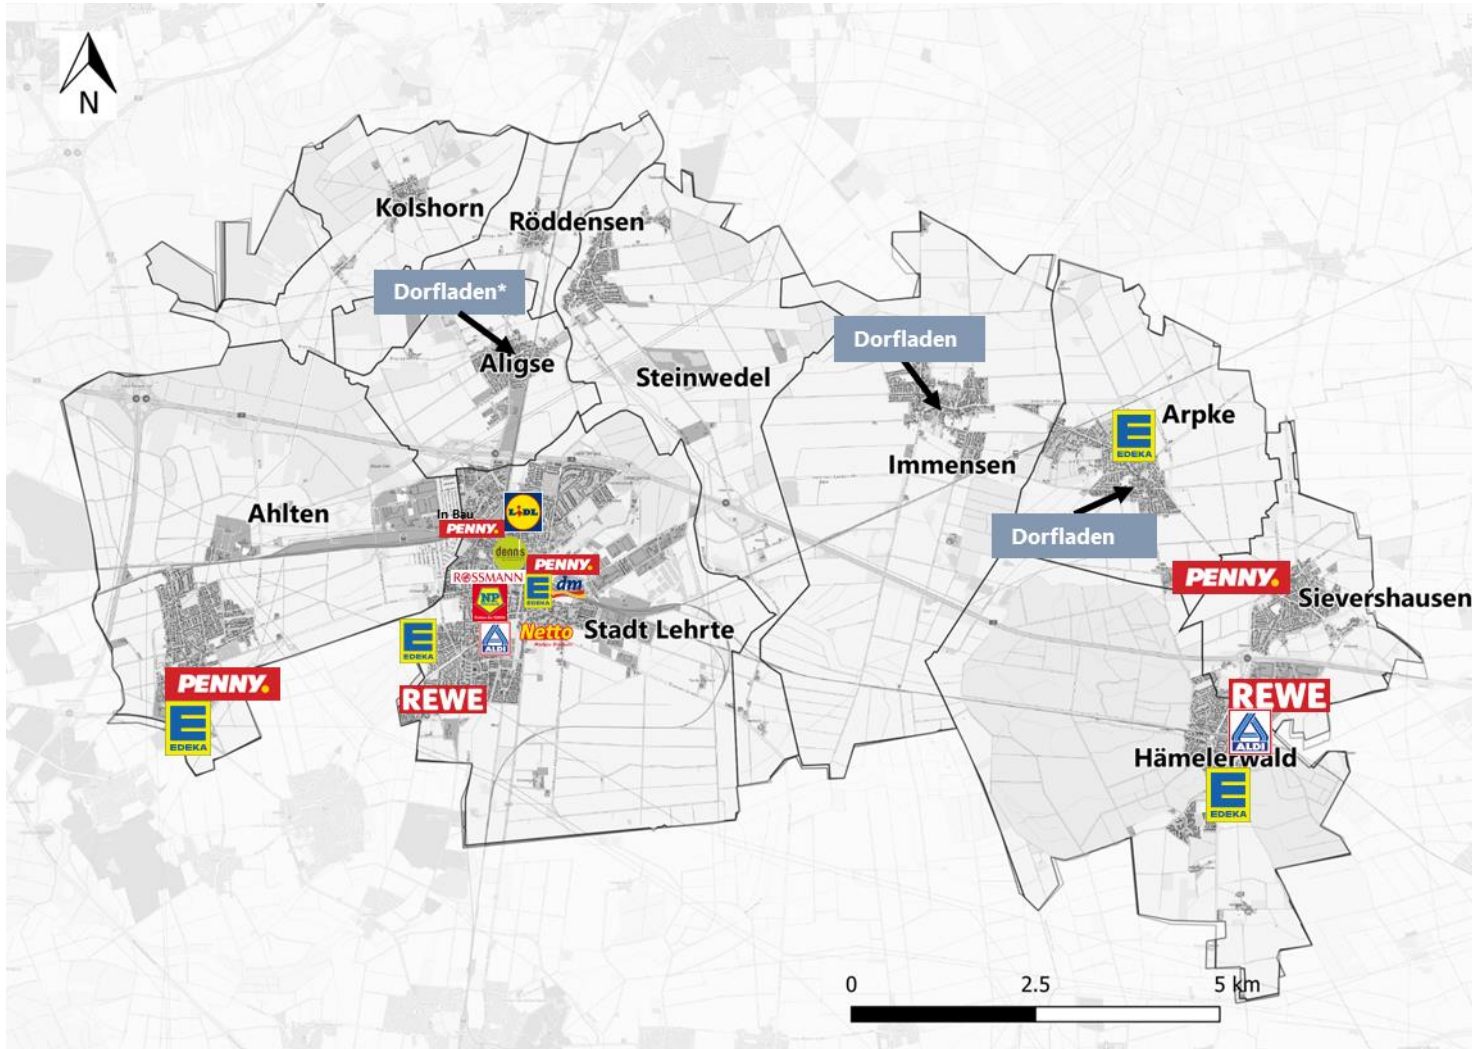 N
Kolshorn
Röddensen
Dorfladen*
Aligse
Steinwedel
Dorfladen
Immensen
Arpke
EDEKA
Dorfladen
Ahlten
In Bau
PENNY.
LiDL
denns
ROSSMANN
PENNY.
NP
EDEKA
dm
EDEKA
ALDI
Netto
Stadt Lehrte
REWE
PENNY.
EDEKA
PENNY.
Sievershausen
REWE
ALDI
Hämelerwald
EDEKA
0 2.5 5 km